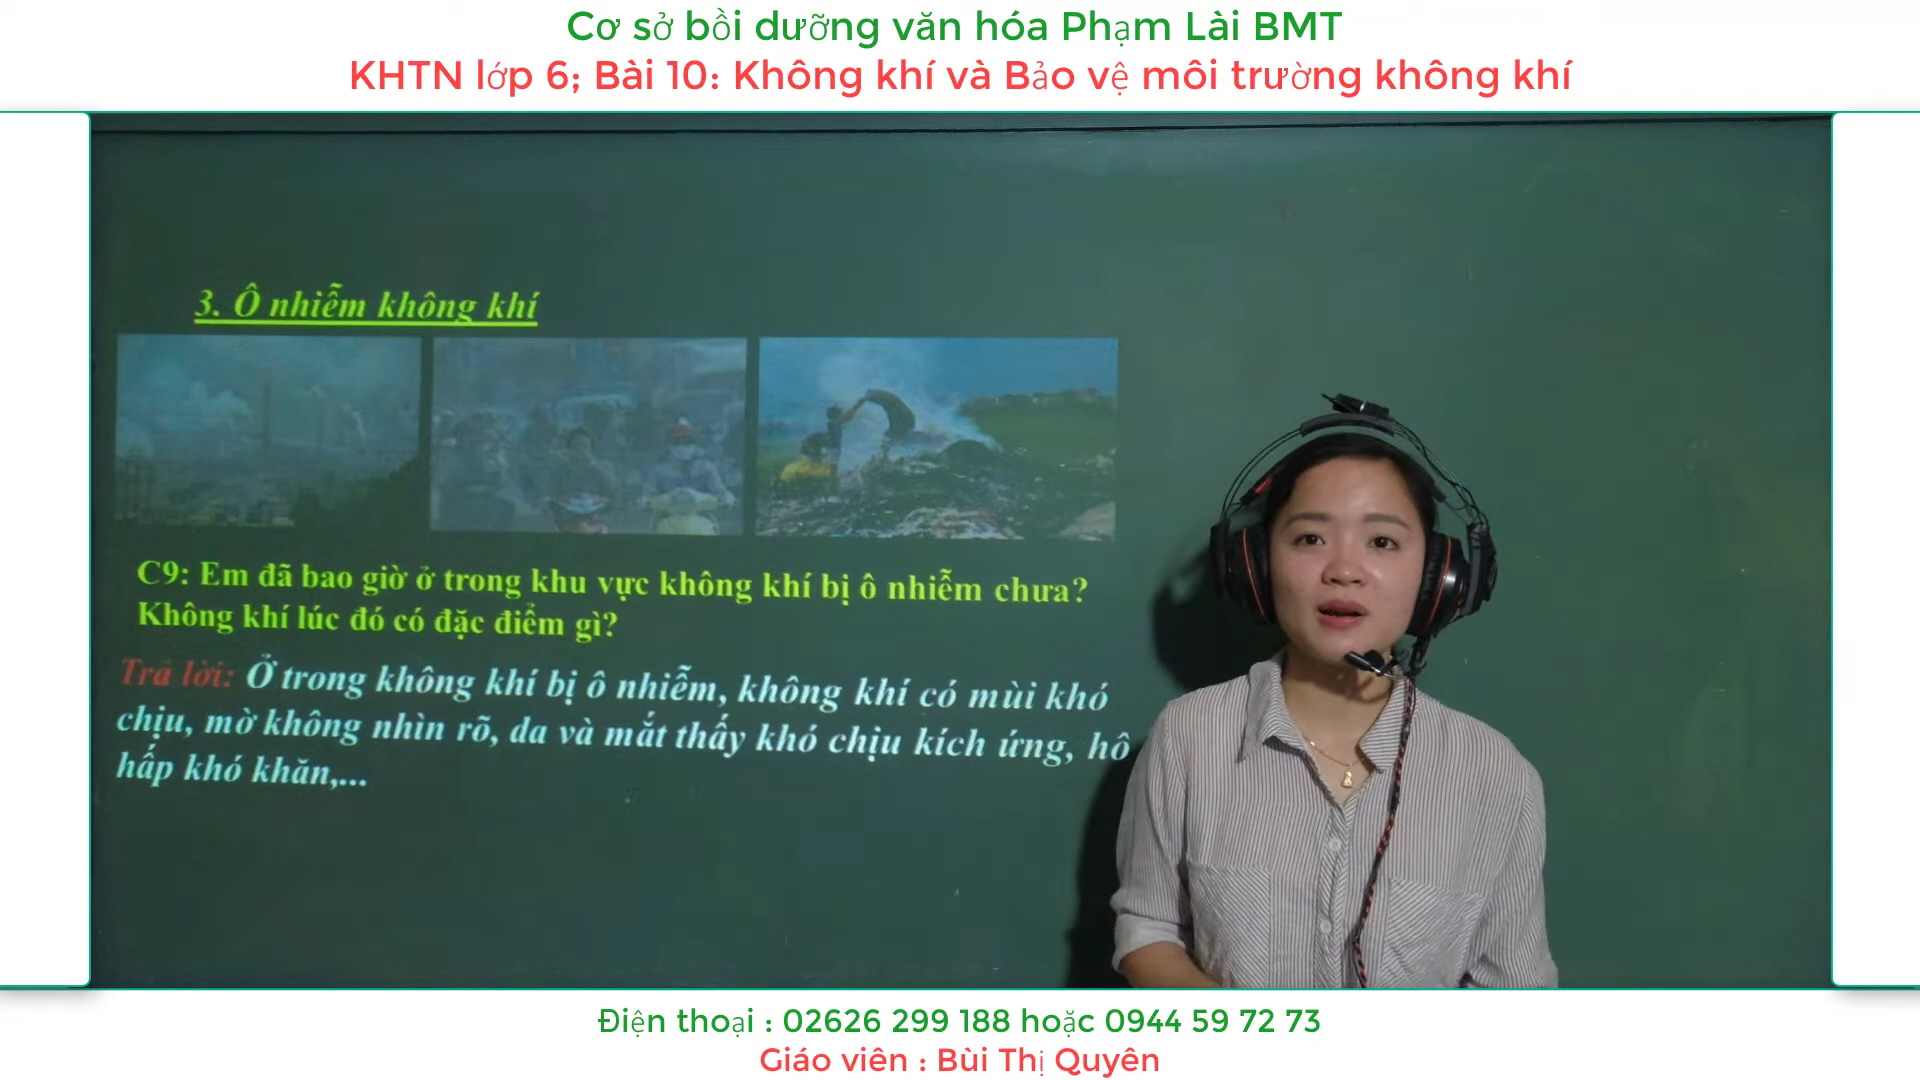 Cơ sở bồi dưỡng văn hóa Phạm Lài BMT
KHTN lớp 6; Bài 10: Không khí và Bảo vệ môi trường không khí
3. Ô nhiễm không khí
C9: Em đã bao giờ ở trong khu vực không khí bị ô nhiễm chưa?
Không khí lúc đó có đặc điểm gì?
Trả lời: Ở trong không khí bị ô nhiễm, không khí có mùi khó
chịu, mờ không nhìn rõ, da và mắt thấy khó chịu kích ứng, hô
hấp khó khăn,...
Điện thoại : 02626 299 188 hoặc 0944 59 72 73
Giáo viên : Bùi Thị Quyên